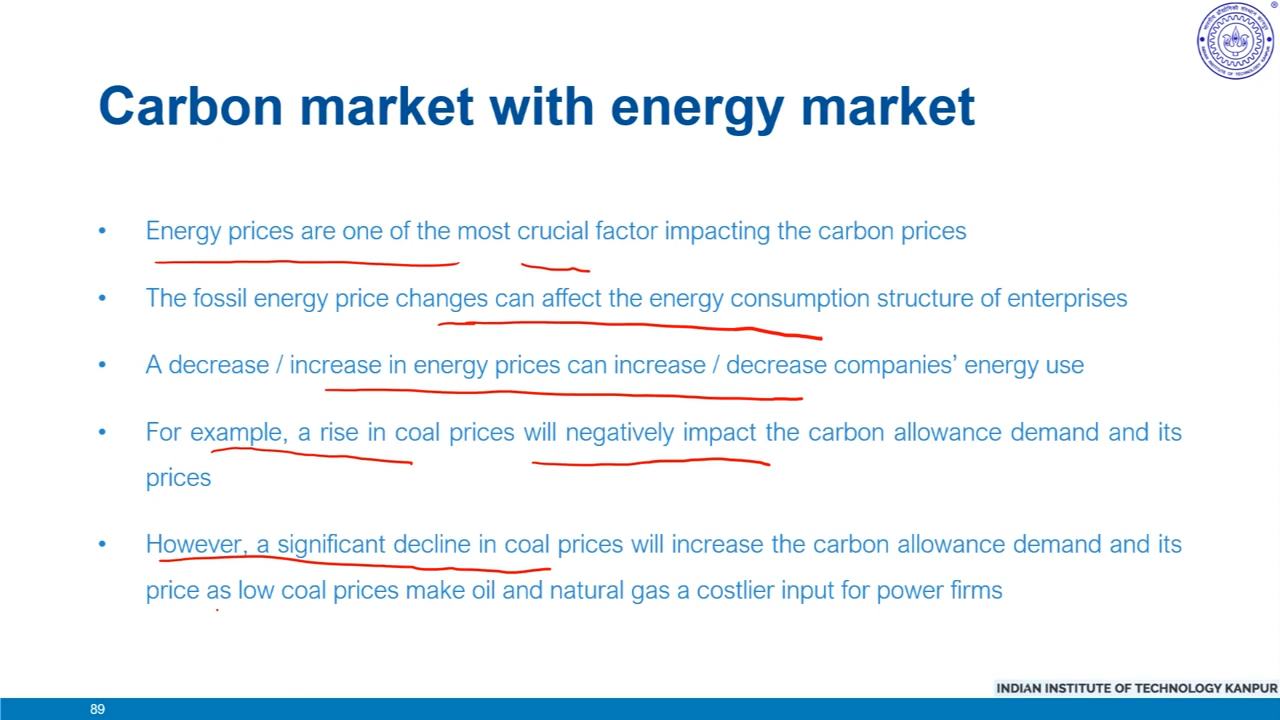 Carbon market with energy market
• Energy prices are one of the most crucial factor impacting the carbon prices
• The fossil energy price changes can affect the energy consumption structure of enterprises
• A decrease / increase in energy prices can increase / decrease companies’ energy use
• For example, a rise in coal prices will negatively impact the carbon allowance demand and its
prices
• However, a significant decline in coal prices will increase the carbon allowance demand and its
price as low coal prices make oil and natural gas a costlier input for power firms
INDIAN INSTITUTE OF TECHNOLOGY KANPUR
89